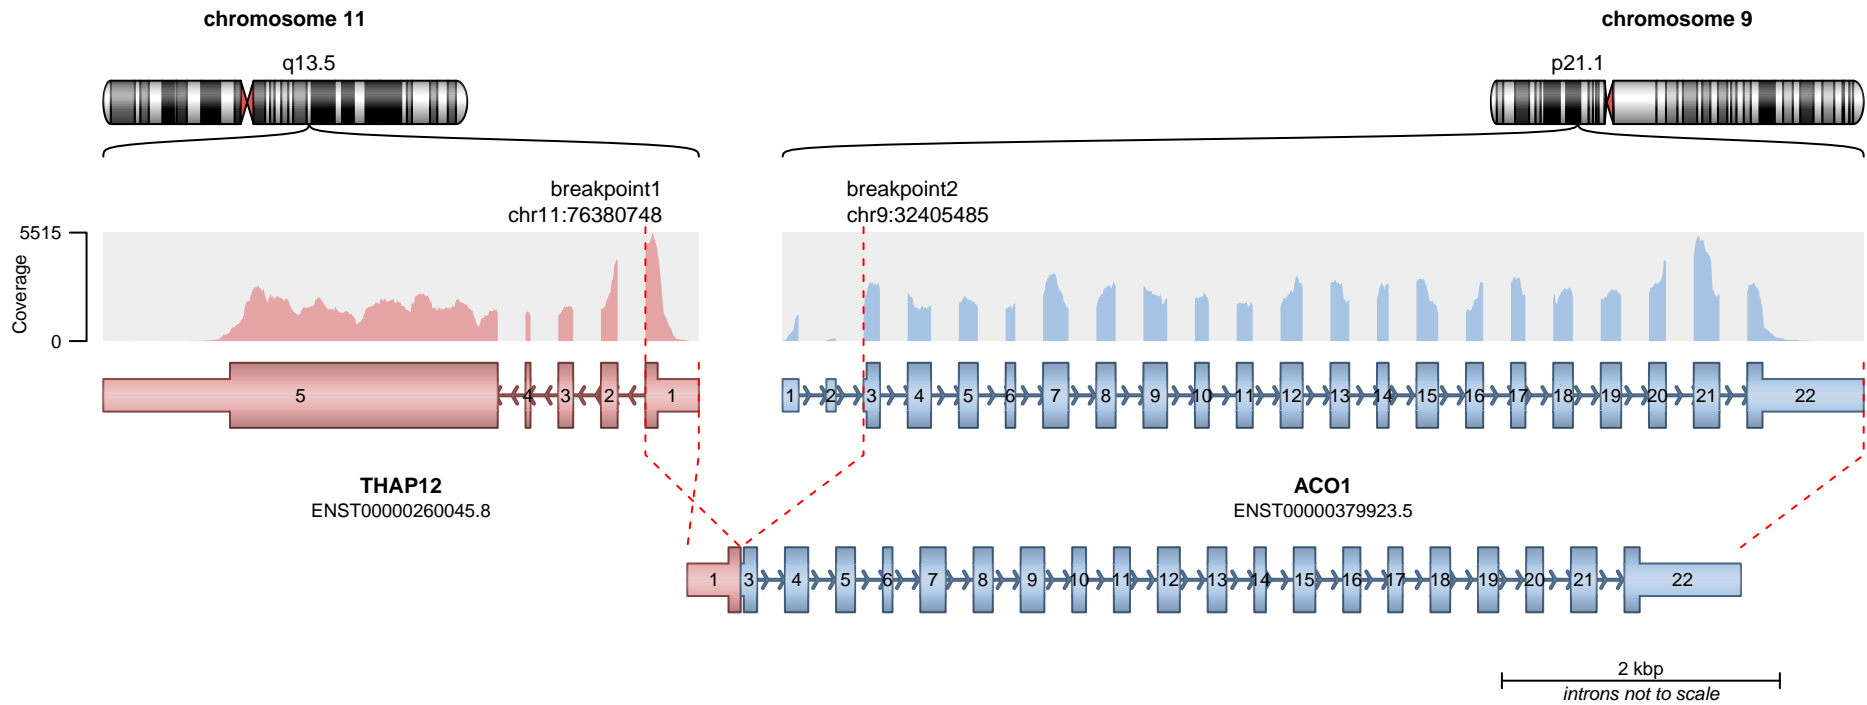 chromosome 11
chromosome 9
q13.5
p21.1
breakpoint1
chr11:76380748
breakpoint2
chr9:32405485
5515
Coverage
0
5 4 3 2 1
1 2 3 4 5 6 7 8 9 10 11 12 13 14 15 16 17 18 19 20 21 22
THAP12
ENST00000260045.8
ACO1
ENST00000379923.5
1 3 4 5 6 7 8 9 10 11 12 13 14 15 16 17 18 19 20 21 22
2 kbp
introns not to scale